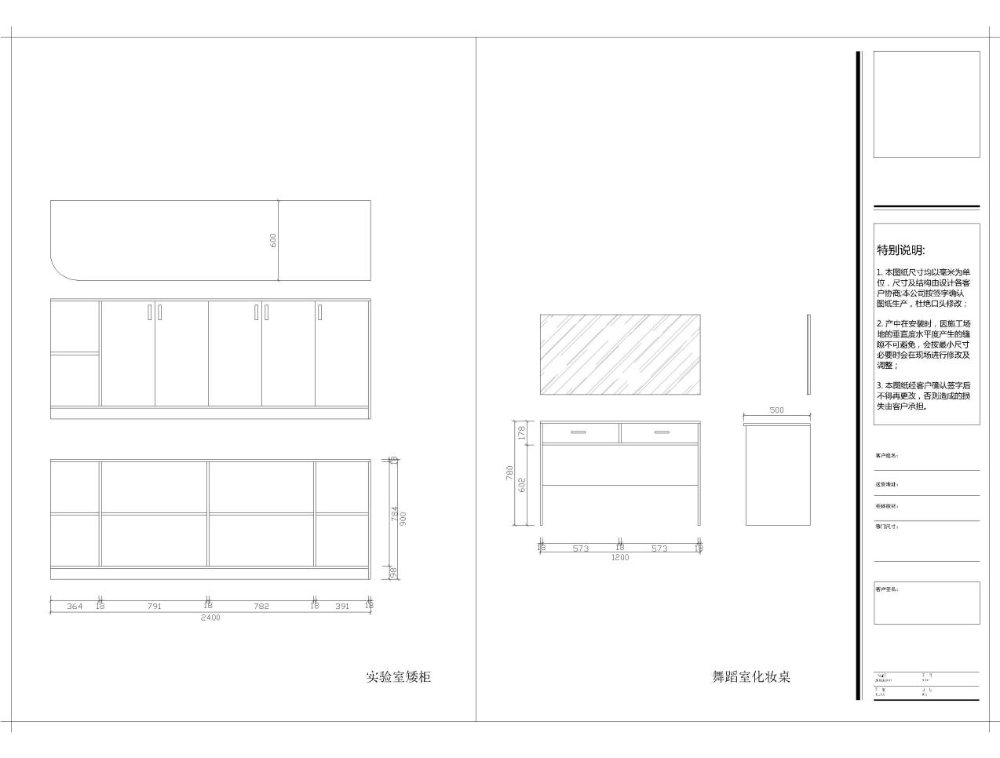 600
18
784
900
98
364
18
791
18
782
18
391
18
2400
实验室矮柜
178
780
602
500
18
573
18
573
18
1200
舞蹈室化妆桌
特别说明:
1. 本图纸尺寸均以毫米为单
位，尺寸及结构由设计各客
户协商;本公司按签字确认
图纸生产，杜绝口头修改；
2. 产中在安装时，因施工场
地的垂直度水平度产生的缝
隙不可避免，会按最小尺寸
必要时会在现场进行修改及
调整；
3. 本图纸经客户确认签字后
不得再更改，否则造成的损
失由客户承担。
客户姓名:
送货地址:
柜体板材:
移门尺寸:
客户签名: